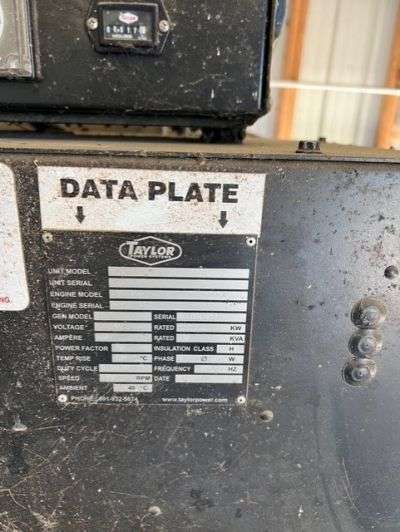 DATA PLATE
TAYLOR
UNIT MODEL
UNIT SERIAL
ENGINE MODEL
ENGINE SERIAL
GEN MODEL SERIAL
VOLTAGE RATED KW
AMPERE RATED KVA
POWER FACTOR INSULATION CLASS H
TEMP RISE °C PHASE Ø W
DUTY CYCLE FREQUENCY HZ
SPEED RPM DATE
AMBIENT 40 °C
PHONE: www.taylorpower.com